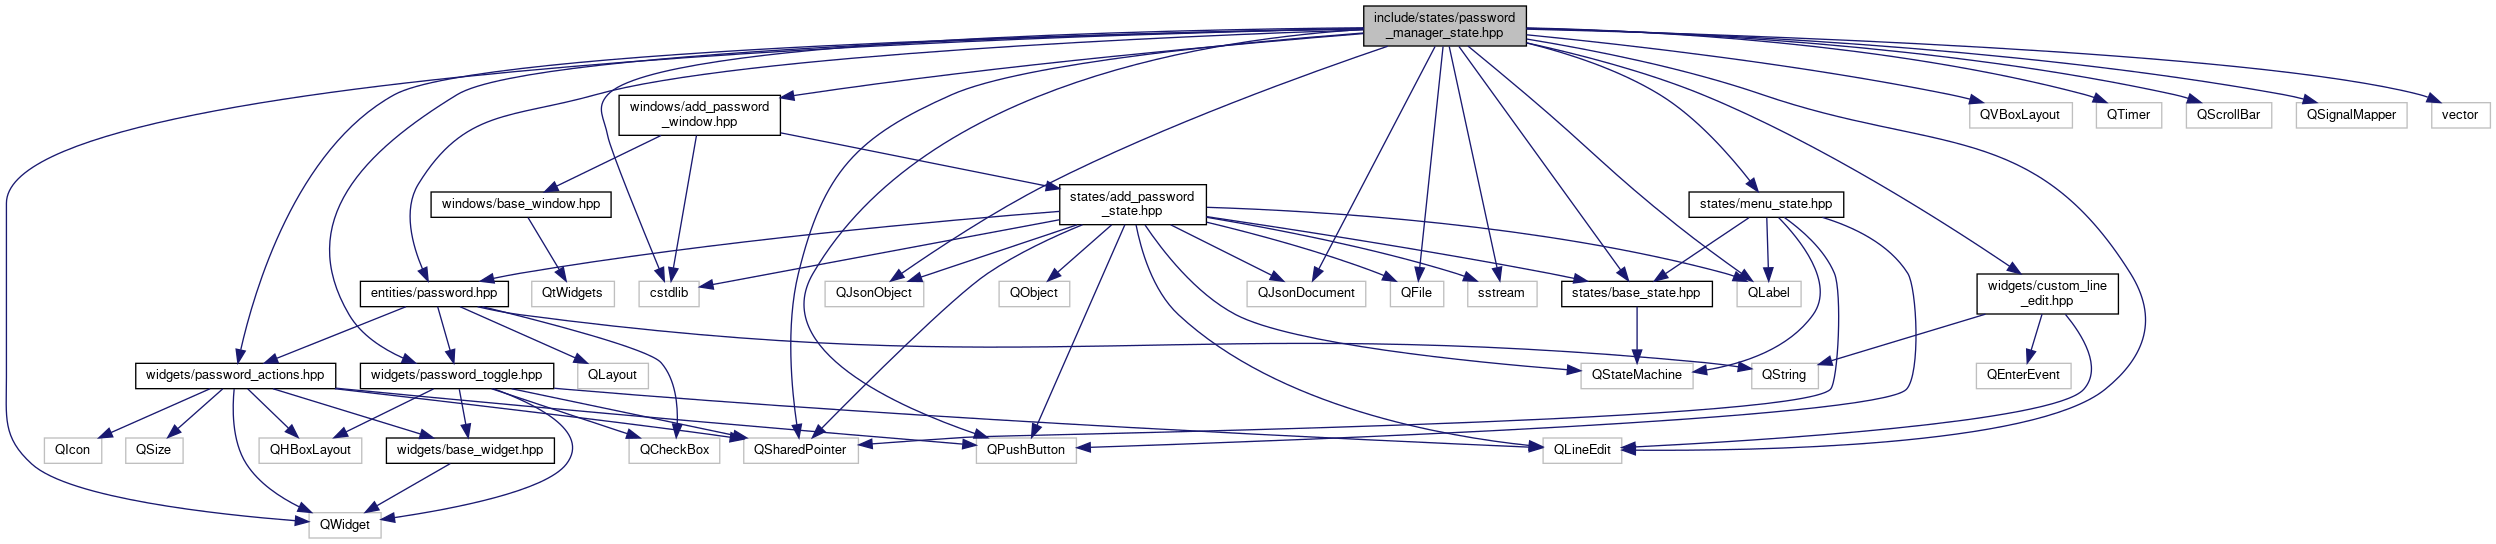 include/states/password
_manager_state.hpp
windows/add_password
_window.hpp
QVBoxLayout
QTimer
QScrollBar
QSignalMapper
vector
windows/base_window.hpp
states/add_password
_state.hpp
states/menu_state.hpp
entities/password.hpp
QtWidgets
cstdlib
QJsonObject
QObject
QJsonDocument
QFile
sstream
states/base_state.hpp
QLabel
widgets/custom_line
_edit.hpp
widgets/password_actions.hpp
widgets/password_toggle.hpp
QLayout
QStateMachine
QString
QEnterEvent
QIcon
QSize
QHBoxLayout
widgets/base_widget.hpp
QCheckBox
QSharedPointer
QPushButton
QLineEdit
QWidget